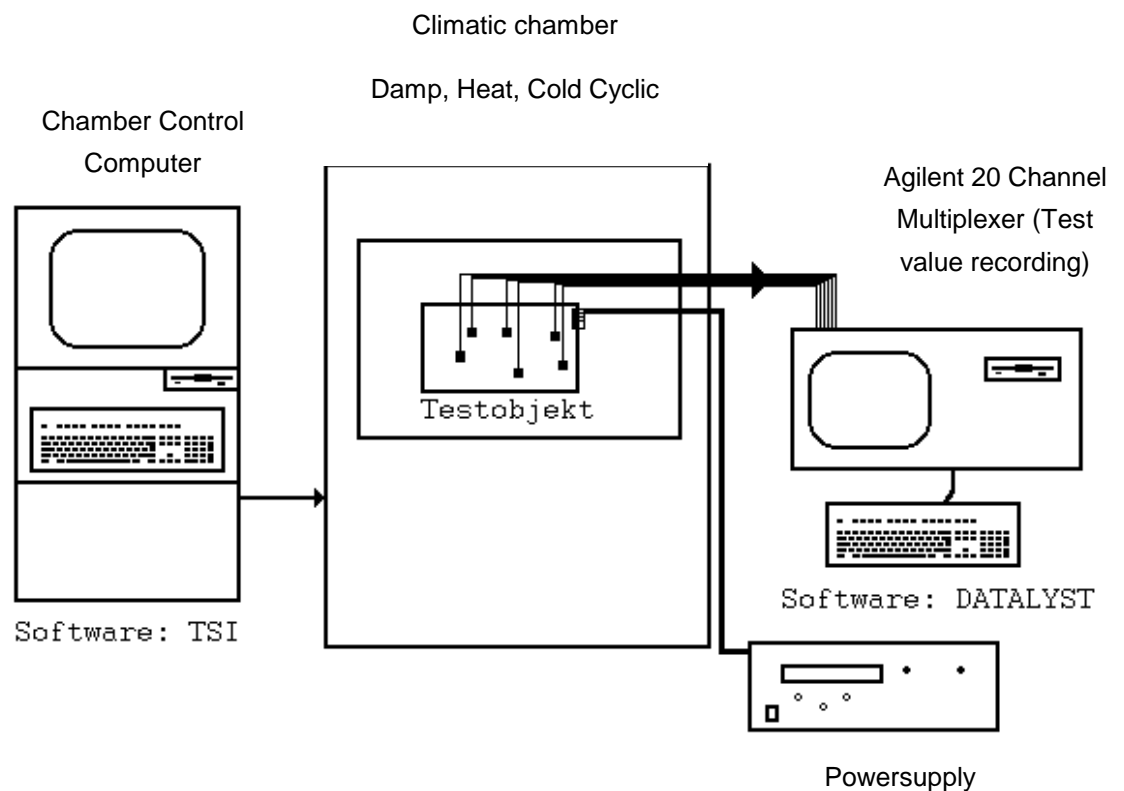 Climatic chamber
Damp, Heat, Cold Cyclic
Chamber Control
Computer
Agilent 20 Channel
Multiplexer (Test
value recording)
Testobjekt
Software: DATALYST
Software: TSI
Powersupply